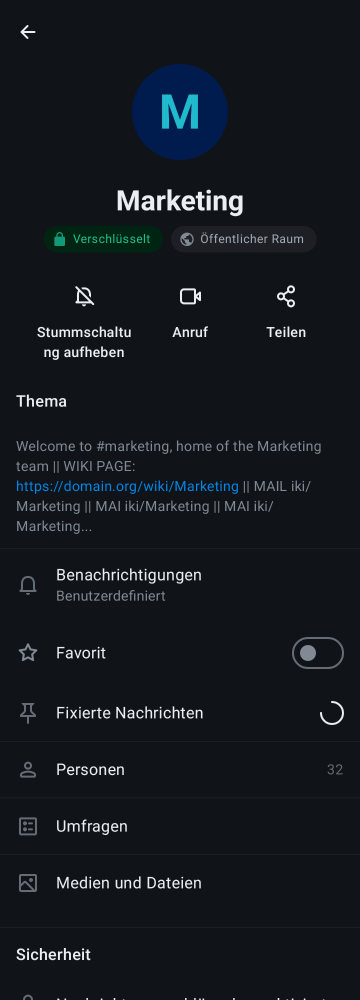 M
Marketing
Verschlüsselt
Öffentlicher Raum
Stummschaltu
ng aufheben
Anruf
Teilen
Thema
Welcome to #marketing, home of the Marketing
team || WIKI PAGE:
https://domain.org/wiki/Marketing || MAIL iki/
Marketing || MAI iki/Marketing || MAI iki/
Marketing...
Benachrichtigungen
Benutzerdefiniert
Favorit
Fixierte Nachrichten
Personen
32
Umfragen
Medien und Dateien
Sicherheit